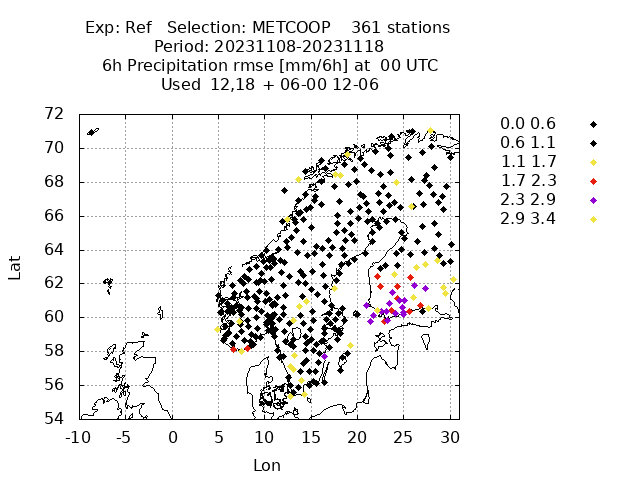 Exp: Ref   Selection: METCOOP    361 stations
Period: 20231108-20231118
6h Precipitation rmse [mm/6h] at  00 UTC
Used  12,18  + 06-00 12-06
72
70
68
66
64
62
60
58
56
54
Lat
-10 -5 0 5 10 15 20 25 30
Lon
0.0 0.6
0.6 1.1
1.1 1.7
1.7 2.3
2.3 2.9
2.9 3.4